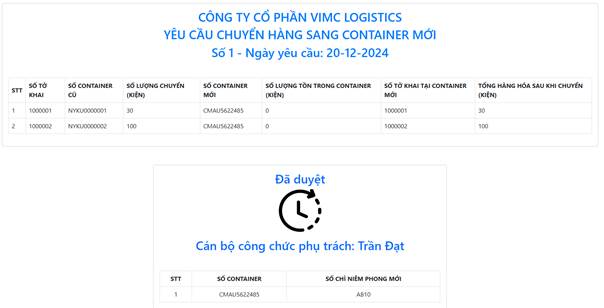 CÔNG TY CỔ PHẦN VIMC LOGISTICS
YÊU CẦU CHUYỂN HÀNG SANG CONTAINER MỚI
Số 1 - Ngày yêu cầu: 20-12-2024
STT SỐ TỜ KHAI SỐ CONTAINER CŨ SỐ LƯỢNG CHUYỂN (KIỆN) SỐ CONTAINER MỚI SỐ LƯỢNG TỒN TRONG CONTAINER (KIỆN) SỐ TỜ KHAI TẠI CONTAINER MỚI TỔNG HÀNG HÓA SAU KHI CHUYỂN (KIỆN)
1 1000001 NYKU0000001 30 CMAU5622485 0 1000001 30
2 1000002 NYKU0000002 100 CMAU5622485 0 1000002 100
Đã duyệt
Cán bộ công chức phụ trách: Trần Đạt
STT SỐ CONTAINER SỐ CHÌ NIÊM PHONG MỚI
1 CMAU5622485 AB10